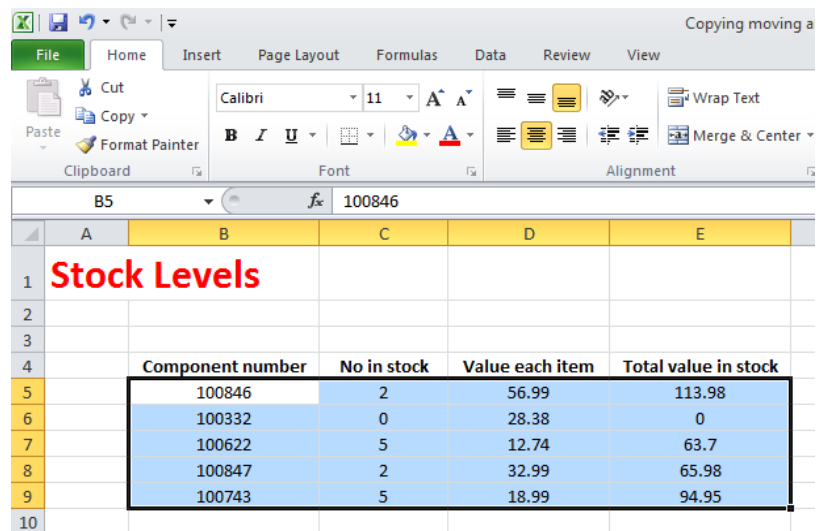 Copying moving a
File Home Insert Page Layout Formulas Data Review View
Cut
Calibri 11 A A Wrap Text
Copy
Paste
Format Painter B I U A Merge & Center
Clipboard Font Alignment
B5 fx 100846
A B C D E
1 Stock Levels
2
3
4 Component number No in stock Value each item Total value in stock
5 100846 2 56.99 113.98
6 100332 0 28.38 0
7 100622 5 12.74 63.7
8 100847 2 32.99 65.98
9 100743 5 18.99 94.95
10